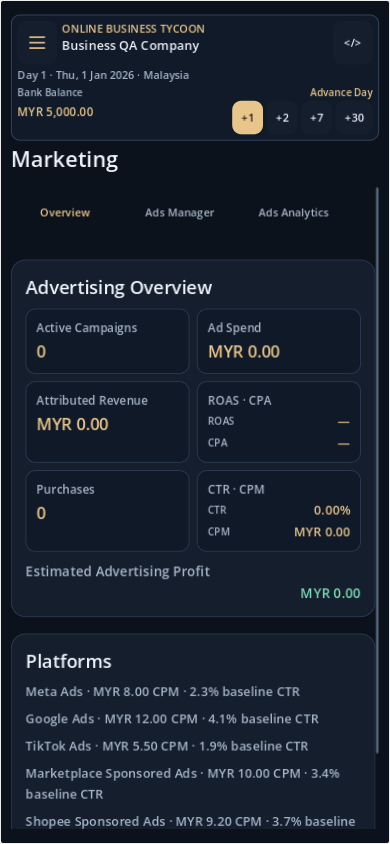 ONLINE BUSINESS TYCOON
Business QA Company
</>
Day 1 · Thu, 1 Jan 2026 · Malaysia
Bank Balance
Advance Day
MYR 5,000.00
+1
+2
+7
+30
Marketing
Overview
Ads Manager
Ads Analytics
Advertising Overview
Active Campaigns
0
Ad Spend
MYR 0.00
Attributed Revenue
MYR 0.00
ROAS · CPA
ROAS
—
CPA
—
Purchases
0
CTR · CPM
CTR
0.00%
CPM
MYR 0.00
Estimated Advertising Profit
MYR 0.00
Platforms
Meta Ads · MYR 8.00 CPM · 2.3% baseline CTR
Google Ads · MYR 12.00 CPM · 4.1% baseline CTR
TikTok Ads · MYR 5.50 CPM · 1.9% baseline CTR
Marketplace Sponsored Ads · MYR 10.00 CPM · 3.4%
baseline CTR
Shopee Sponsored Ads · MYR 9.20 CPM · 3.7% baseline